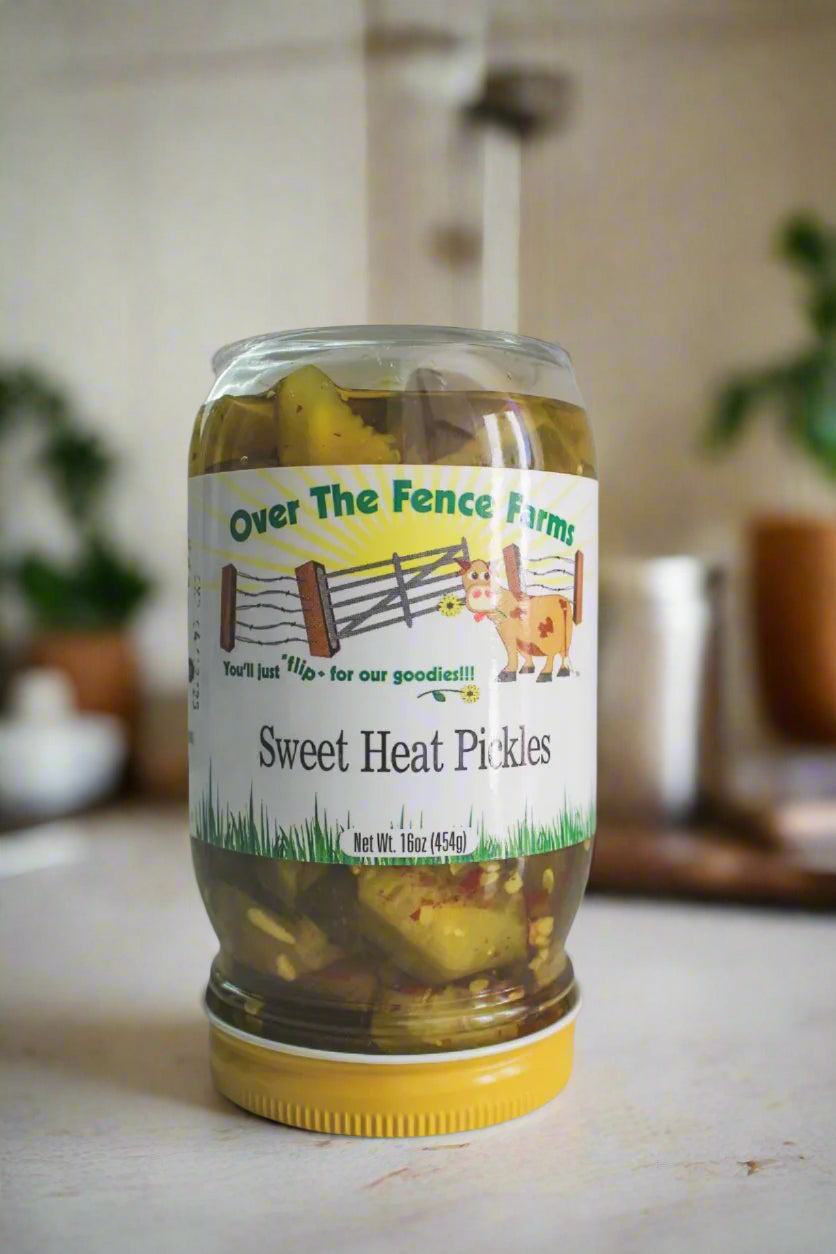 Over The Fence Farms
You'll just "flip" for our goodies!!!
Sweet Heat Pickles
Net Wt. 16oz (454g)